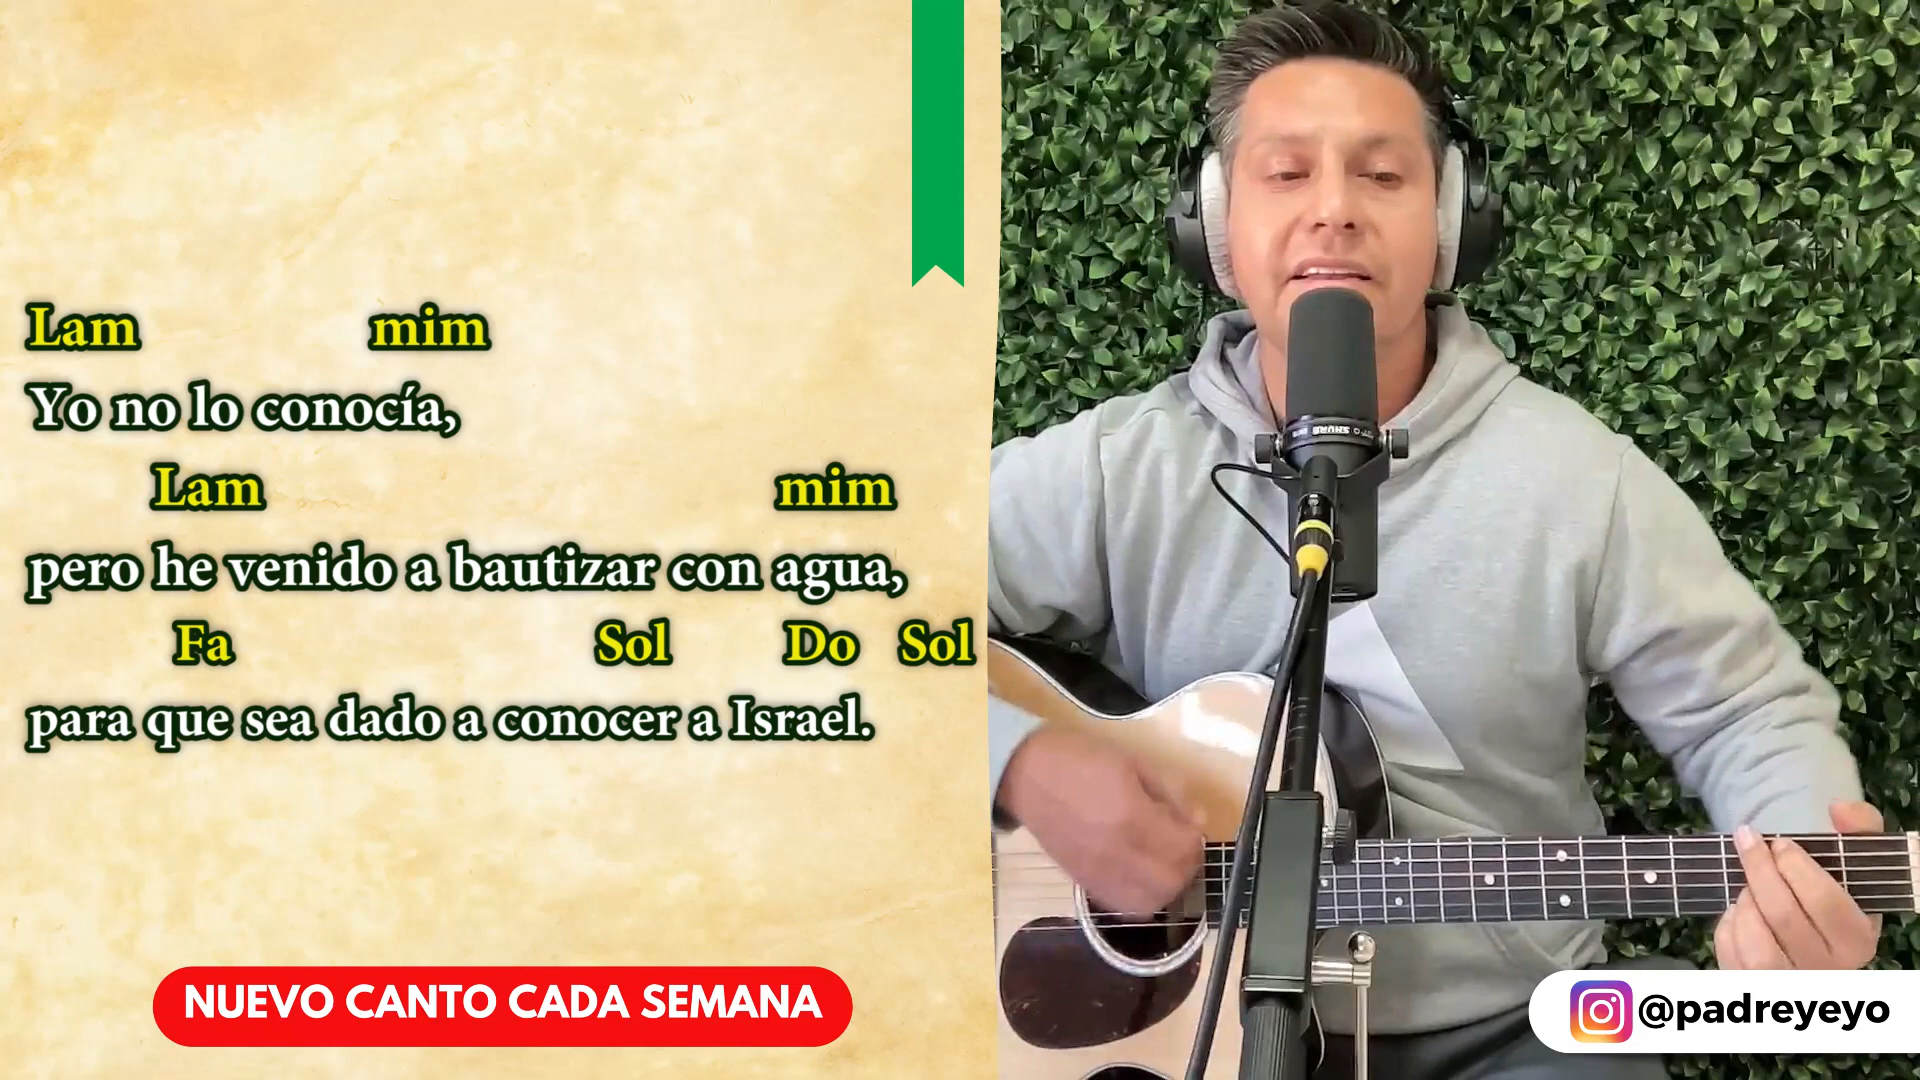 Lam mim
Yo no lo conocía,
Lam mim
pero he venido a bautizar con agua,
Fa Sol Do Sol
para que sea dado a conocer a Israel.
NUEVO CANTO CADA SEMANA
SHURE
@padreyeyo